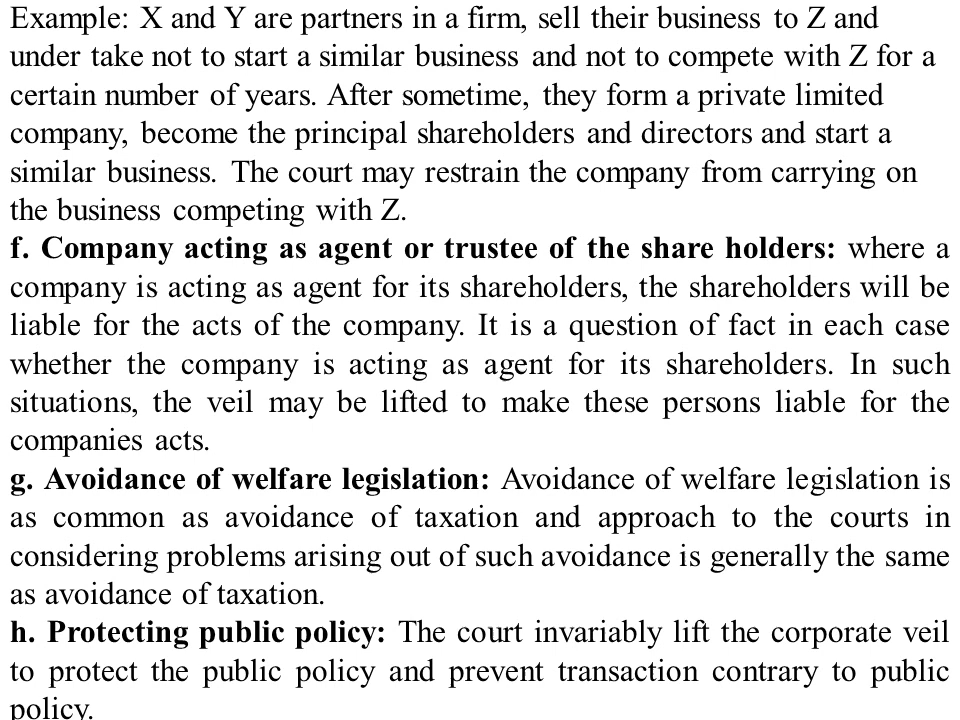 Example: X and Y are partners in a firm, sell their business to Z and
under take not to start a similar business and not to compete with Z for a
certain number of years. After sometime, they form a private limited
company, become the principal shareholders and directors and start a
similar business. The court may restrain the company from carrying on
the business competing with Z.
f. Company acting as agent or trustee of the share holders: where a
company is acting as agent for its shareholders, the shareholders will be
liable for the acts of the company. It is a question of fact in each case
whether the company is acting as agent for its shareholders. In such
situations, the veil may be lifted to make these persons liable for the
companies acts.
g. Avoidance of welfare legislation: Avoidance of welfare legislation is
as common as avoidance of taxation and approach to the courts in
considering problems arising out of such avoidance is generally the same
as avoidance of taxation.
h. Protecting public policy: The court invariably lift the corporate veil
to protect the public policy and prevent transaction contrary to public
policy.